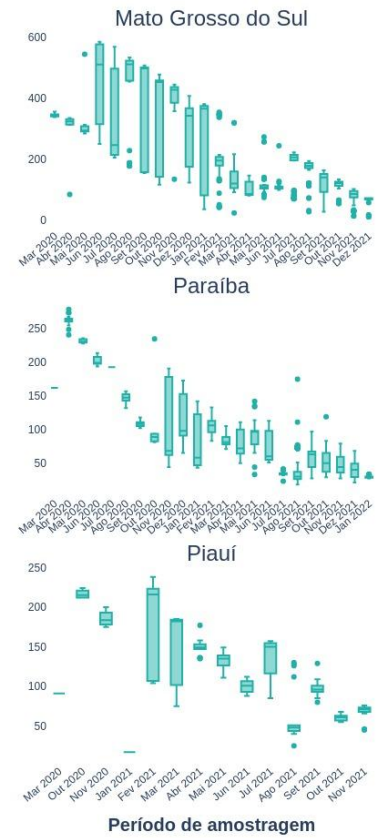 Mato Grosso do Sul
600
400
200
0
Mar 2020
Abr 2020
Mai 2020
Jun 2020
Jul 2020
Ago 2020
Set 2020
Out 2020
Nov 2020
Dez 2020
Jan 2021
Fev 2021
Mar 2021
Abr 2021
Mai 2021
Jun 2021
Jul 2021
Ago 2021
Set 2021
Out 2021
Nov 2021
Dez 2021
Paraíba
250
200
150
100
50
Mar 2020
Abr 2020
Mai 2020
Jun 2020
Jul 2020
Ago 2020
Set 2020
Out 2020
Nov 2020
Dez 2020
Jan 2021
Fev 2021
Mar 2021
Abr 2021
Mai 2021
Jun 2021
Jul 2021
Ago 2021
Set 2021
Out 2021
Nov 2021
Dez 2021
Jan 2022
Piauí
250
200
150
100
50
Mar 2020
Out 2020
Nov 2020
Jan 2021
Fev 2021
Mar 2021
Abr 2021
Mai 2021
Jun 2021
Jul 2021
Ago 2021
Set 2021
Out 2021
Nov 2021
Período de amostragem